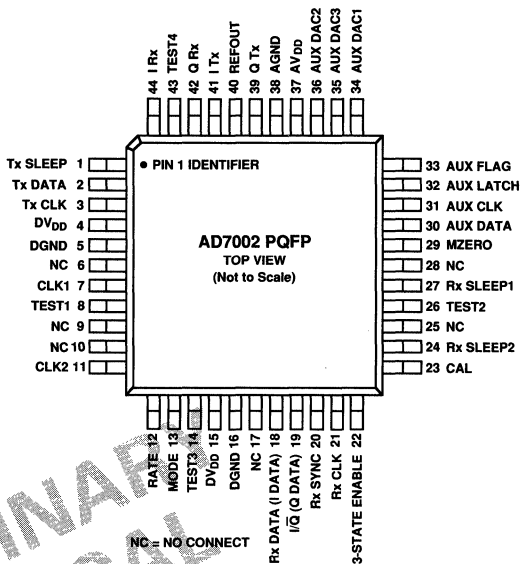 44 I Rx
43 TEST4
42 Q Rx
41 I Tx
40 REFOUT
39 Q Tx
38 AGND
37 AVDD
36 AUX DAC2
35 AUX DAC3
34 AUX DAC1
Tx SLEEP 1
Tx DATA 2
Tx CLK 3
DVDD 4
DGND 5
NC 6
CLK1 7
TEST1 8
NC 9
NC 10
CLK2 11
• PIN 1 IDENTIFIER
AD7002 PQFP
TOP VIEW
(Not to Scale)
33 AUX FLAG
32 AUX LATCH
31 AUX CLK
30 AUX DATA
29 MZERO
28 NC
27 Rx SLEEP1
26 TEST2
25 NC
24 Rx SLEEP2
23 CAL
RATE 12
MODE 13
TEST3 14
DVDD 15
DGND 16
NC 17
Rx DATA (I DATA) 18
I/Q̅ (Q DATA) 19
Rx SYNC 20
Rx CLK 21
3-STATE ENABLE 22
NC = NO CONNECT